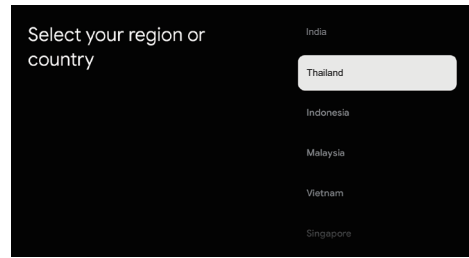 Select your region or
country
India
Thailand
Indonesia
Malaysia
Vietnam
Singapore